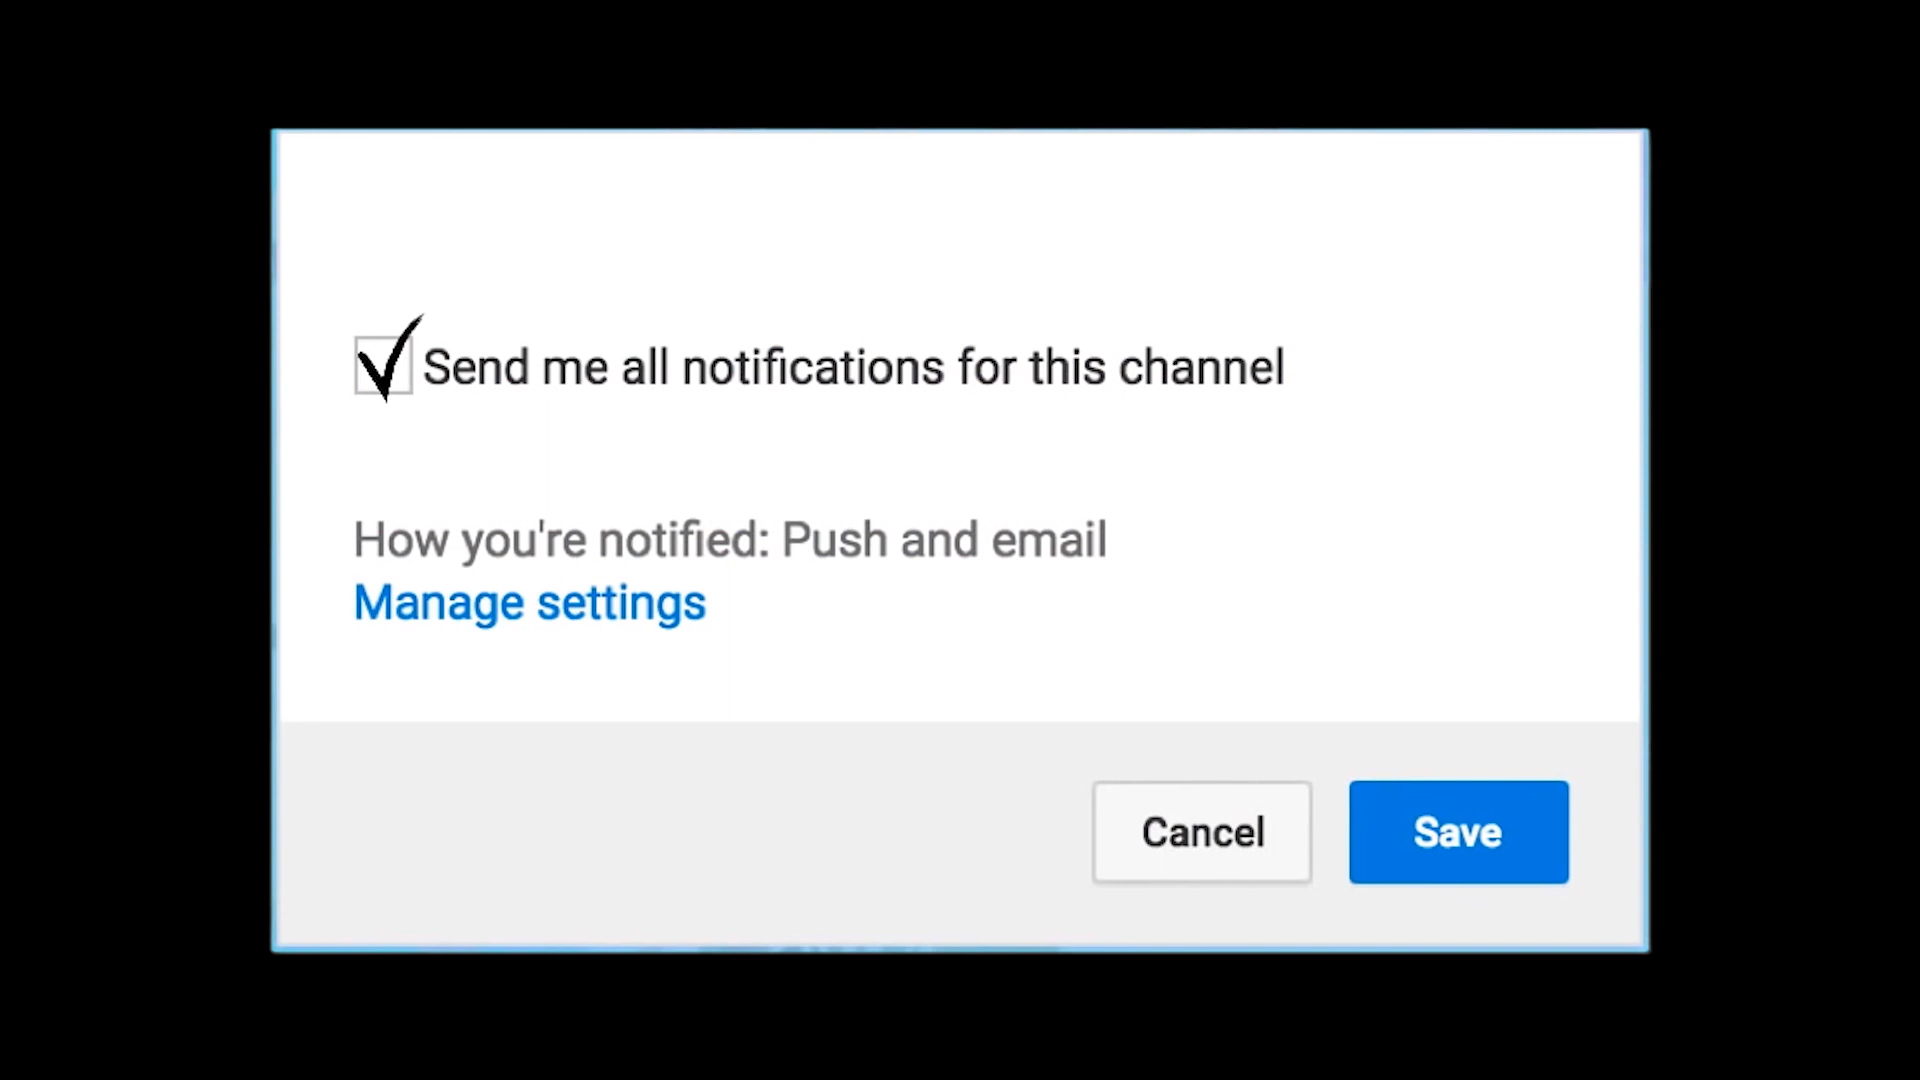 Send me all notifications for this channel
How you're notified: Push and email
Manage settings
Cancel Save